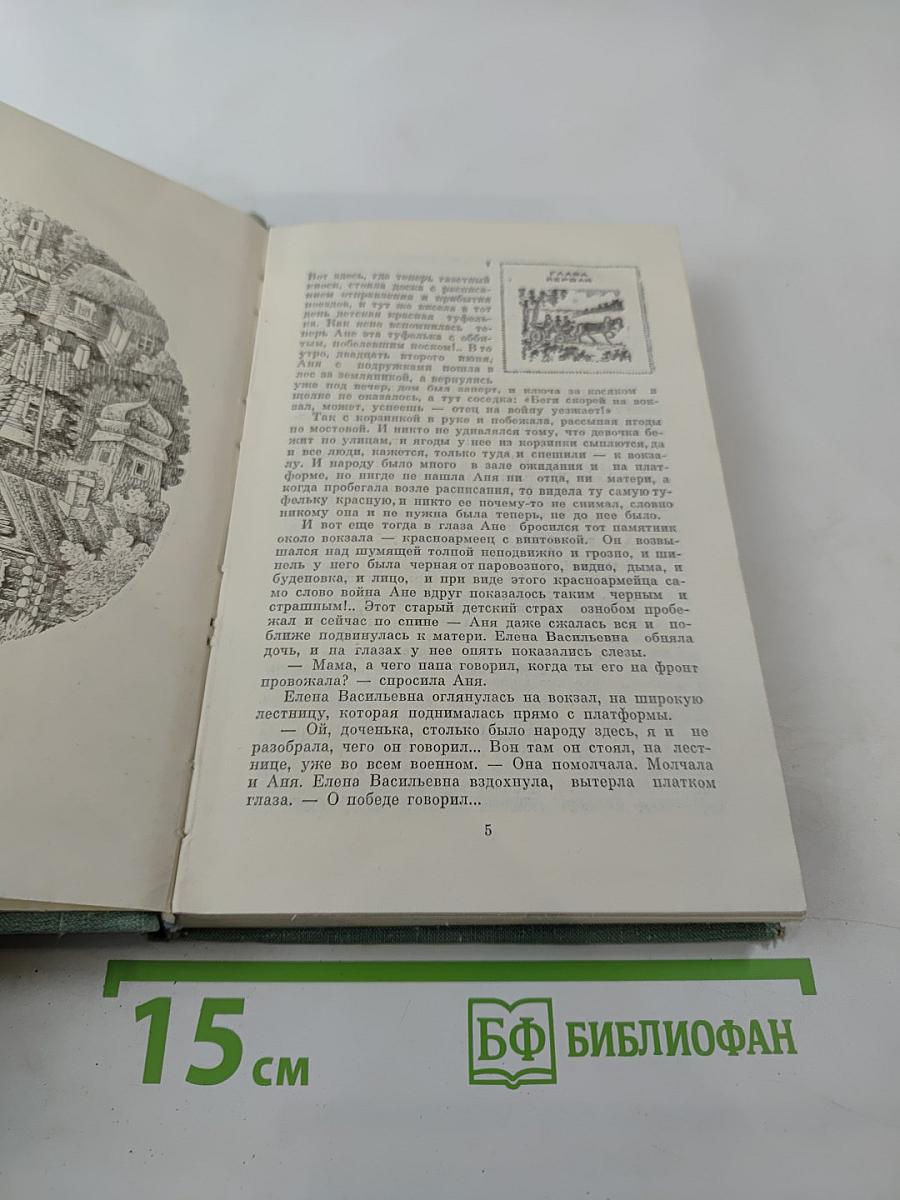 ГЛАВА
ПЕРВАЯ
Вот здесь, где теперь газетный
киоск, стояла доска с расписа-
нием отправления и прибытия
поездов, и тут же висела в тот
день детская красная туфель-
ка. Как ясно вспомнилась те-
перь Ане эта туфелька с оббитым, побелевшим носком!.. В то
утро, двадцать второго июня,
Аня с подружками пошла в
лес за земляникой, а вернулись
уже под вечер, дом был заперт, и ключа за косяком в
щелке не оказалось, а тут соседка: «Беги скорей на вок-
зал, может, успеешь — отец на войну уезжает!»
Так с корзинкой в руке и побежала, рассыпая ягоды
по мостовой. И никто не удивлялся тому, что девочка бе-
жит по улицам, и ягоды у нее из корзинки сыплются, да
и все люди, кажется, только туда и спешили — к вокза-
лу. И народу было много в зале ожидания и на плат-
форме, но нигде не нашла Аня ни отца, ни матери, а
когда пробегала возле расписания, то видела ту самую ту-
фельку красную, и никто ее почему-то не снимал, словно
никому она и не нужна была теперь, не до нее было.
И вот еще тогда в глаза Ане бросился тот памятник
около вокзала — красноармеец с винтовкой. Он возвы-
шался над шумящей толпой неподвижно и грозно, и ши-
нель у него была черная от паровозного, видно, дыма, и
буденовка, и лицо, и при виде этого красноармейца са-
мо слово война Ане вдруг показалось таким черным и
страшным!.. Этот старый детский страх ознобом пробе-
жал и сейчас по спине — Аня даже сжалась вся и по-
ближе подвинулась к матери. Елена Васильевна обняла
дочь, и на глазах у нее опять показались слезы.
— Мама, а чего папа говорил, когда ты его на фронт
провожала? — спросила Аня.
Елена Васильевна оглянулась на вокзал, на широкую
лестницу, которая поднималась прямо с платформы.
— Ой, доченька, столько было народу здесь, я и не
разобрала, чего он говорил... Вон там он стоял, на лест-
нице, уже во всем военном. — Она помолчала. Молчала
и Аня. Елена Васильевна вздохнула, вытерла платком
глаза. — О победе говорил...
5
15 см
БФ БИБЛИОФАН